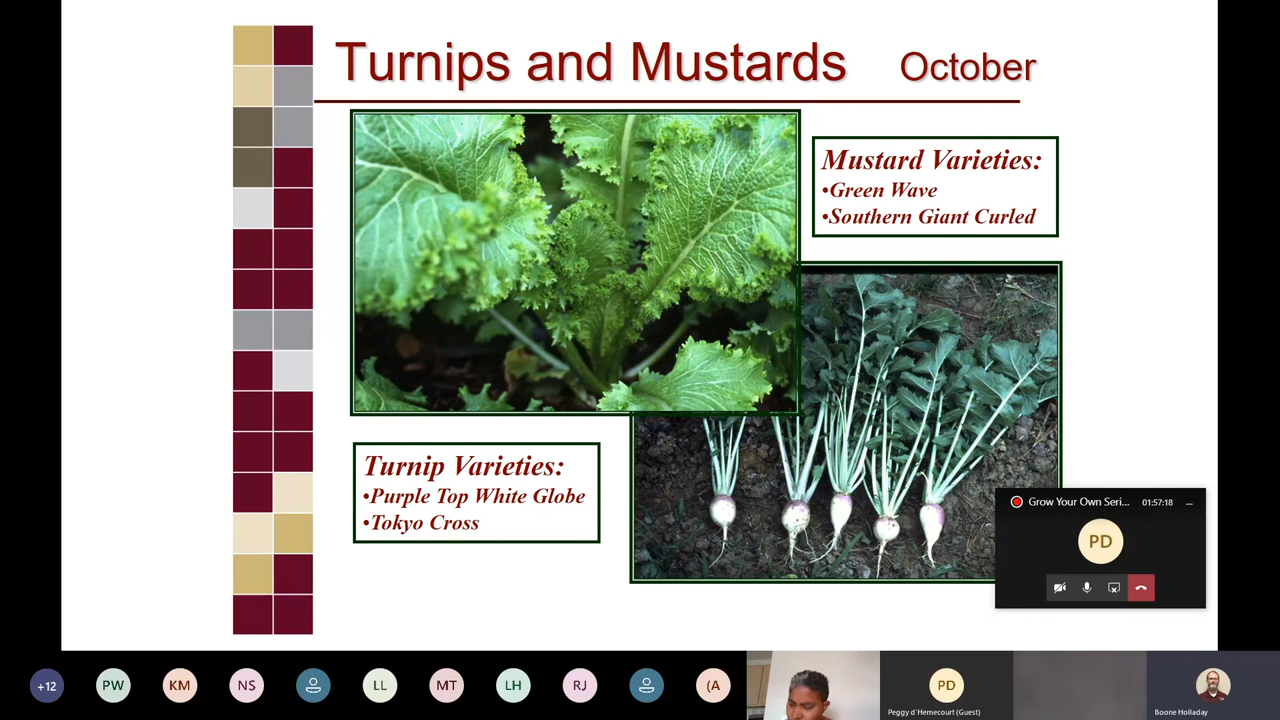 Turnips and Mustards October
Mustard Varieties:
•Green Wave
•Southern Giant Curled
Turnip Varieties:
•Purple Top White Globe
•Tokyo Cross
Grow Your Own Seri... 01:57:18
PD
+12 PW KM NS LL MT LH RJ (A PD
Peggy d'Hemecourt (Guest)
Boone Holladay